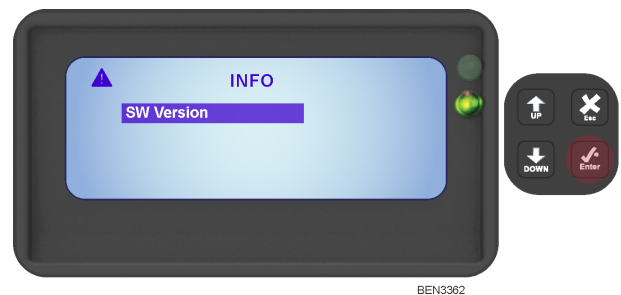 INFO
SW Version
UP
Esc
DOWN
Enter
BEN3362